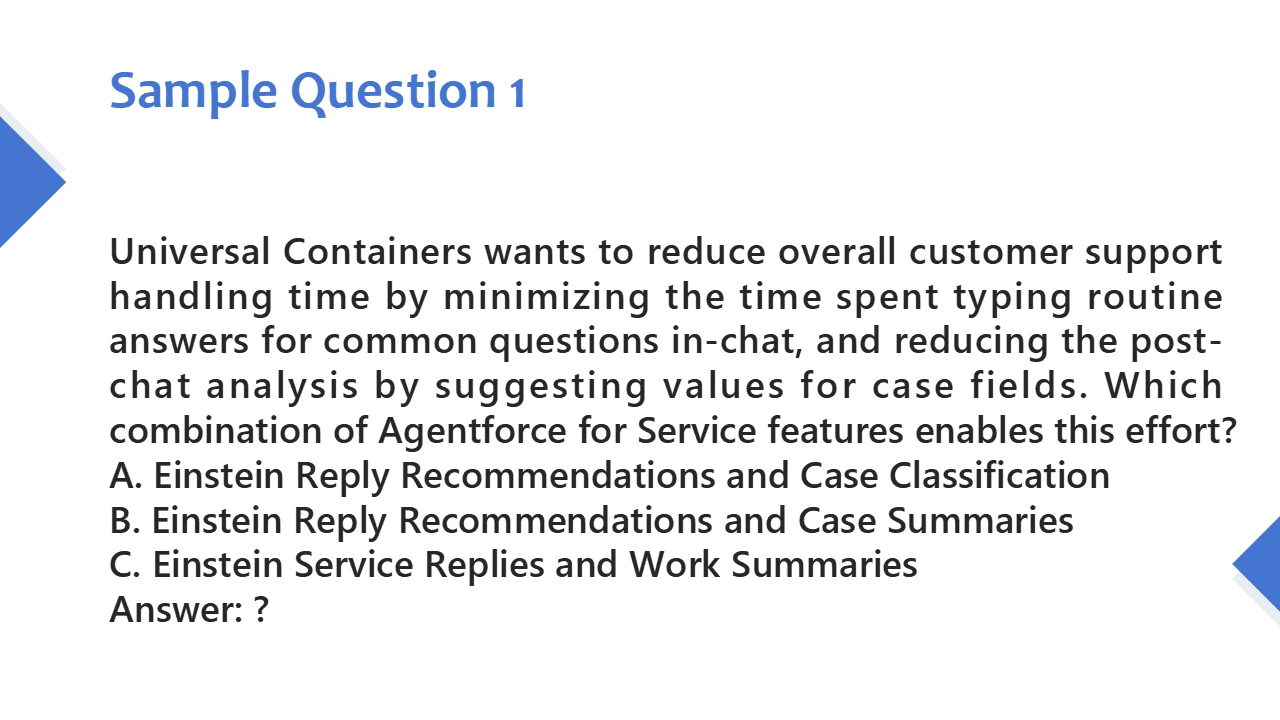 Sample Question 1
Universal Containers wants to reduce overall customer support
handling time by minimizing the time spent typing routine
answers for common questions in-chat, and reducing the post-
chat analysis by suggesting values for case fields. Which
combination of Agentforce for Service features enables this effort?
A. Einstein Reply Recommendations and Case Classification
B. Einstein Reply Recommendations and Case Summaries
C. Einstein Service Replies and Work Summaries
Answer: ?